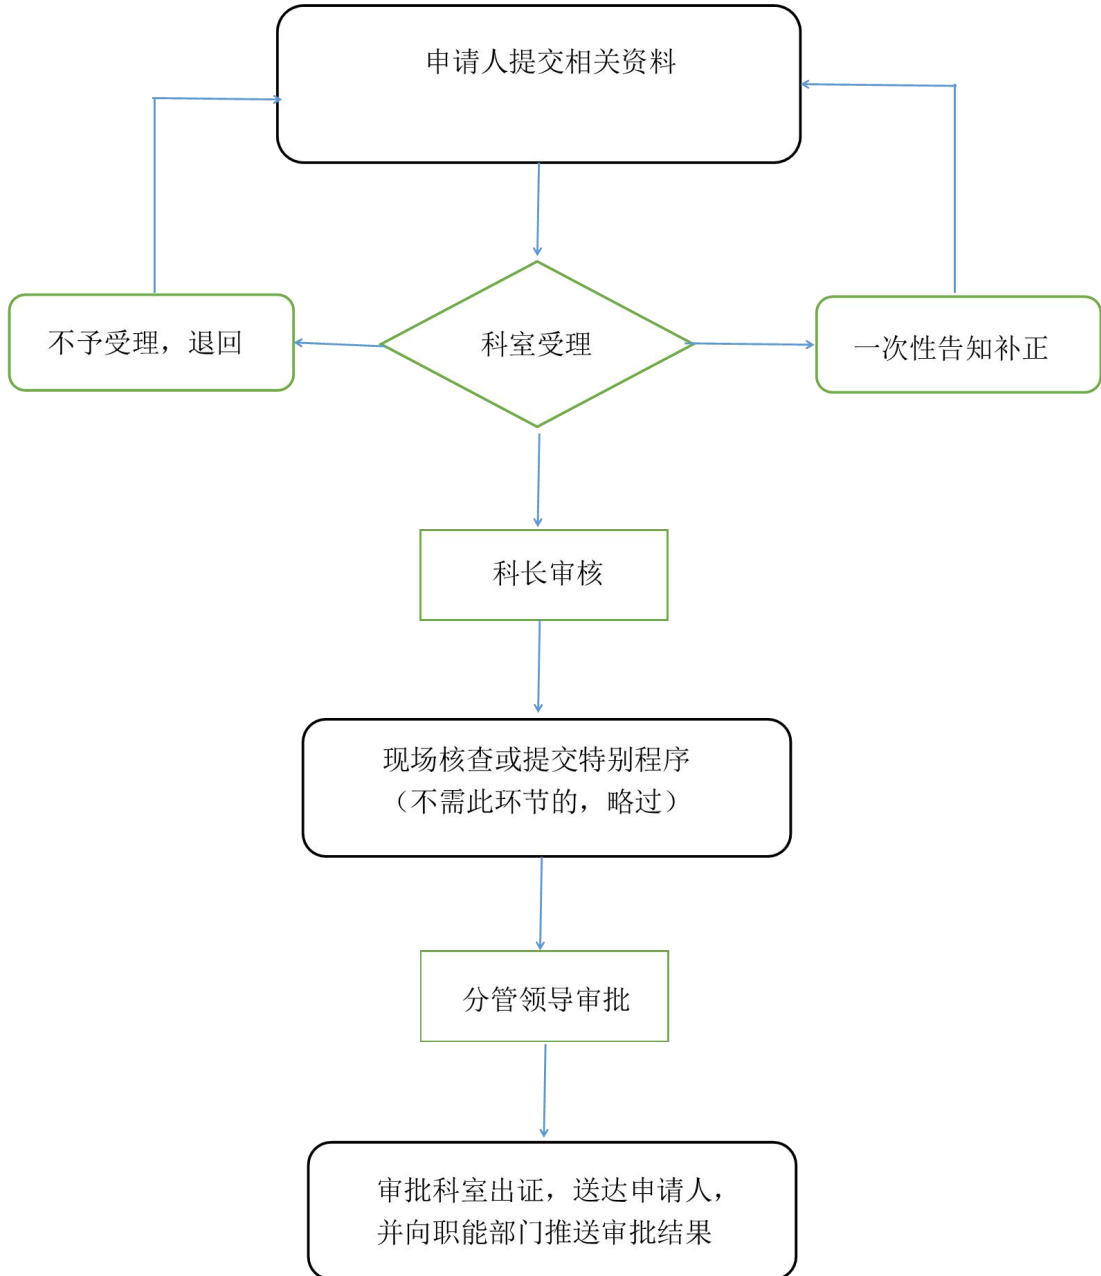 申请人提交相关资料
不予受理，退回
科室受理
一次性告知补正
科长审核
现场核查或提交特别程序
（不需此环节的，略过）
分管领导审批
审批科室出证，送达申请人，
并向职能部门推送审批结果